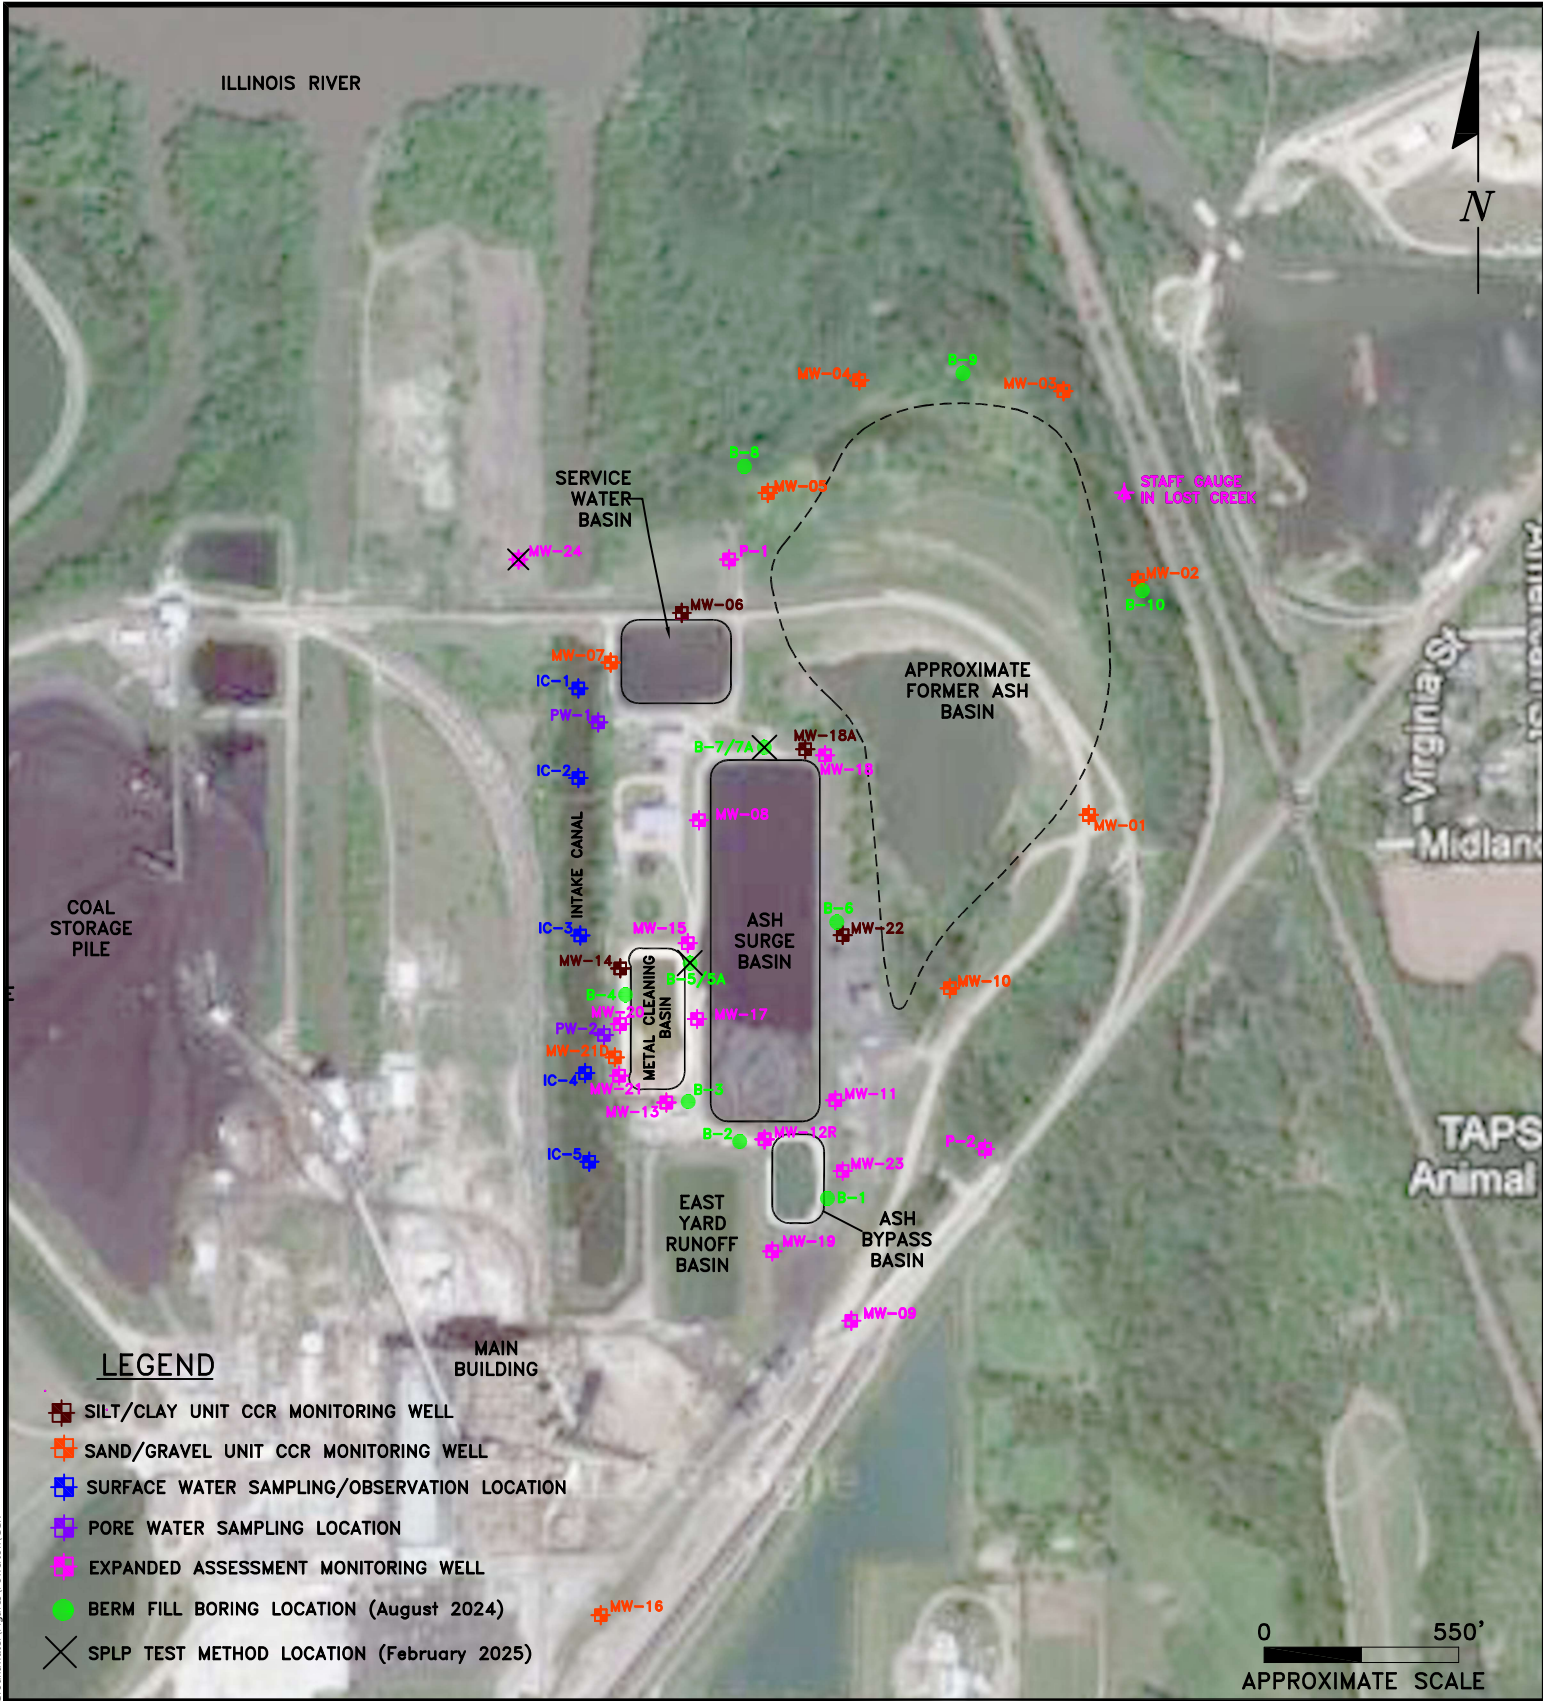 ILLINOIS RIVER
N
B-9
MW-04
MW-03
B-8
SERVICE
WATER
BASIN
MW-05
STAFF GAUGE
IN LOST CREEK
MW-24
P-1
MW-02
B-10
MW-06
MW-07
IC-1
PW-1
APPROXIMATE
FORMER ASH
BASIN
Virginia St
American St
B-7/7A
MW-18A
MW-18
IC-2
MW-08
MW-01
Midland
INTAKE CANAL
COAL
STORAGE
PILE
ASH
SURGE
BASIN
B-6
MW-22
IC-3
MW-15
MW-14
B-5/5A
METAL CLEANING
BASIN
B-4
MW-10
E
MW-20
MW-17
PW-2
MW-21D
IC-4
MW-21
B-3
MW-13
MW-11
B-2
MW-12R
P-2
TAPS
Animal
IC-5
MW-23
B-1
EAST
YARD
RUNOFF
BASIN
ASH
BYPASS
BASIN
MW-19
MW-09
MAIN
BUILDING
LEGEND
SILT/CLAY UNIT CCR MONITORING WELL
SAND/GRAVEL UNIT CCR MONITORING WELL
SURFACE WATER SAMPLING/OBSERVATION LOCATION
PORE WATER SAMPLING LOCATION
EXPANDED ASSESSMENT MONITORING WELL
BERM FILL BORING LOCATION (August 2024)
SPLP TEST METHOD LOCATION (February 2025)
MW-16
0 550'
APPROXIMATE SCALE